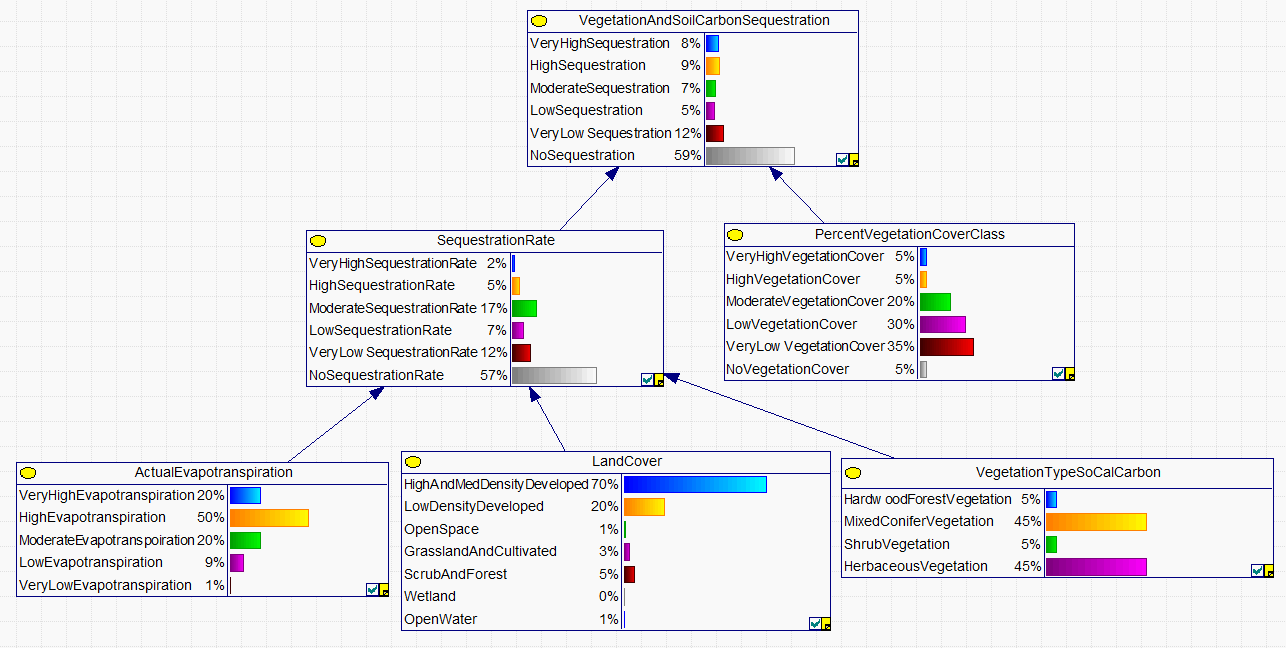 VegetationAndSoilCarbonSequestration
VeryHighSequestration 8%
HighSequestration 9%
ModerateSequestration 7%
LowSequestration 5%
VeryLow Sequestration 12%
NoSequestration 59%
SequestrationRate
VeryHighSequestrationRate 2%
HighSequestrationRate 5%
ModerateSequestrationRate 17%
LowSequestrationRate 7%
VeryLow SequestrationRate 12%
NoSequestrationRate 57%
PercentVegetationCoverClass
VeryHighVegetationCover 5%
HighVegetationCover 5%
ModerateVegetationCover 20%
LowVegetationCover 30%
VeryLow VegetationCover 35%
NoVegetationCover 5%
ActualEvapotranspiration
VeryHighEvapotranspiration 20%
HighEvapotranspiration 50%
ModerateEvapotranspoiration 20%
LowEvapotranspiration 9%
VeryLowEvapotranspiration 1%
LandCover
HighAndMedDensityDeveloped 70%
LowDensityDeveloped 20%
OpenSpace 1%
GrasslandAndCultivated 3%
ScrubAndForest 5%
Wetland 0%
OpenWater 1%
VegetationTypeSoCalCarbon
Hardw oodForestVegetation 5%
MixedConiferVegetation 45%
ShrubVegetation 5%
HerbaceousVegetation 45%